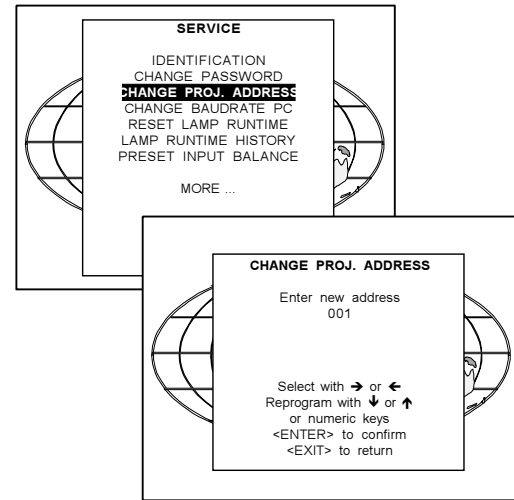 SERVICE
IDENTIFICATION
CHANGE PASSWORD
CHANGE PROJ. ADDRESS
CHANGE BAUDRATE PC
RESET LAMP RUNTIME
LAMP RUNTIME HISTORY
PRESET INPUT BALANCE
MORE ...
CHANGE PROJ. ADDRESS
Enter new address
001
Select with → or ←
Reprogram with ↓ or ↑
or numeric keys
<ENTER> to confirm
<EXIT> to return